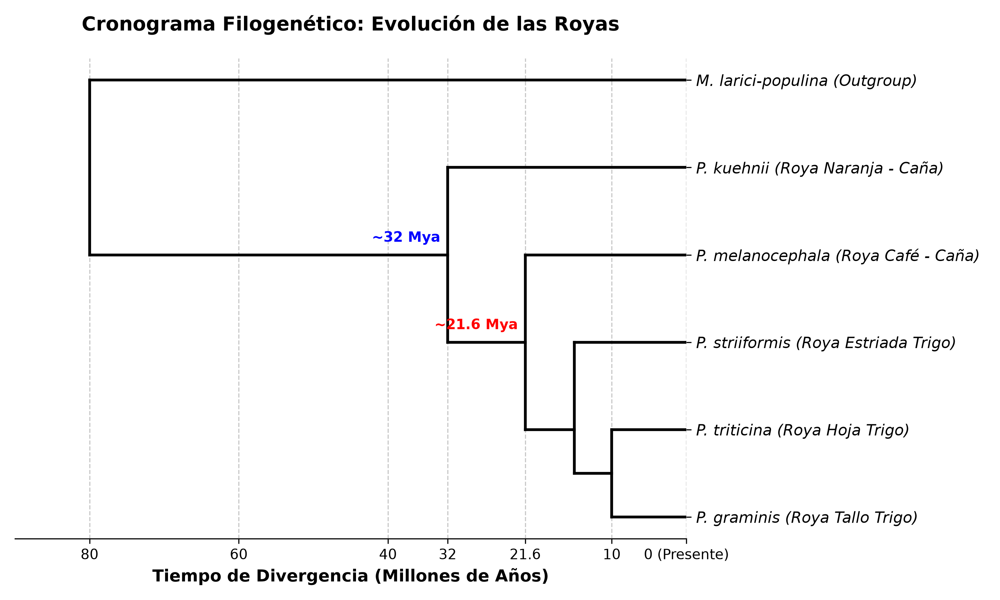 Cronograma Filogenético: Evolución de las Royas
M. larici-populina (Outgroup)
P. kuehnii (Roya Naranja - Caña)
~32 Mya
P. melanocephala (Roya Café - Caña)
~21.6 Mya
P. striiformis (Roya Estriada Trigo)
P. triticina (Roya Hoja Trigo)
P. graminis (Roya Tallo Trigo)
80 60 40 32 21.6 10 0 (Presente)
Tiempo de Divergencia (Millones de Años)